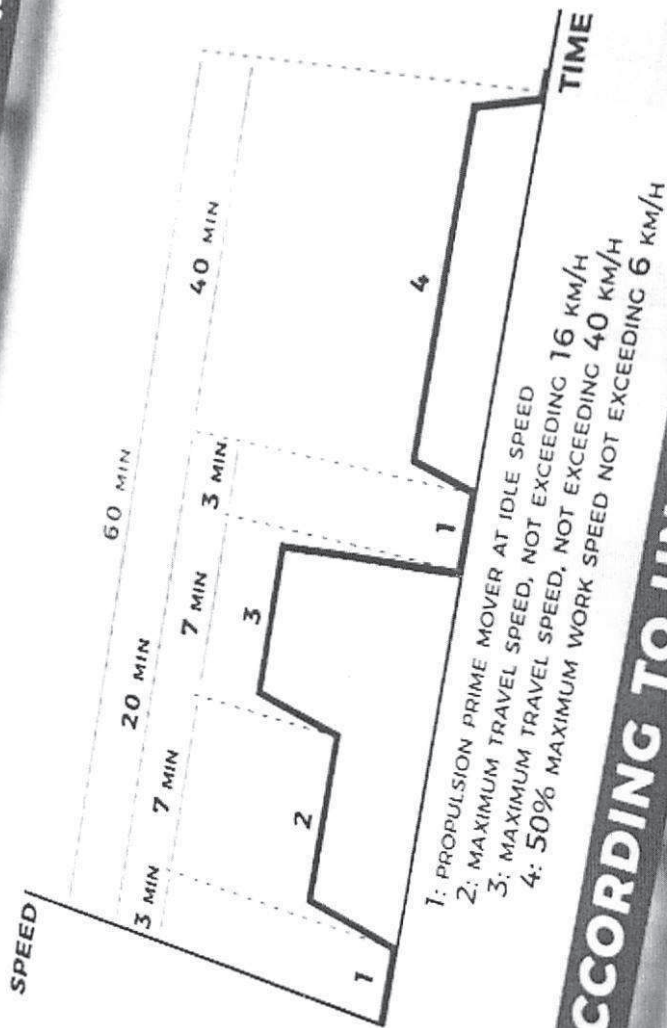 SPEED
60 MIN
20 MIN
3 MIN 7 MIN 7 MIN 3 MIN 40 MIN
1 2 3 1 4
TIME
1: PROPULSION PRIME MOVER AT IDLE SPEED
2: MAXIMUM TRAVEL SPEED, NOT EXCEEDING 16 KM/H
3: MAXIMUM TRAVEL SPEED, NOT EXCEEDING 40 KM/H
4: 50% MAXIMUM WORK SPEED NOT EXCEEDING 6 KM/H
TO